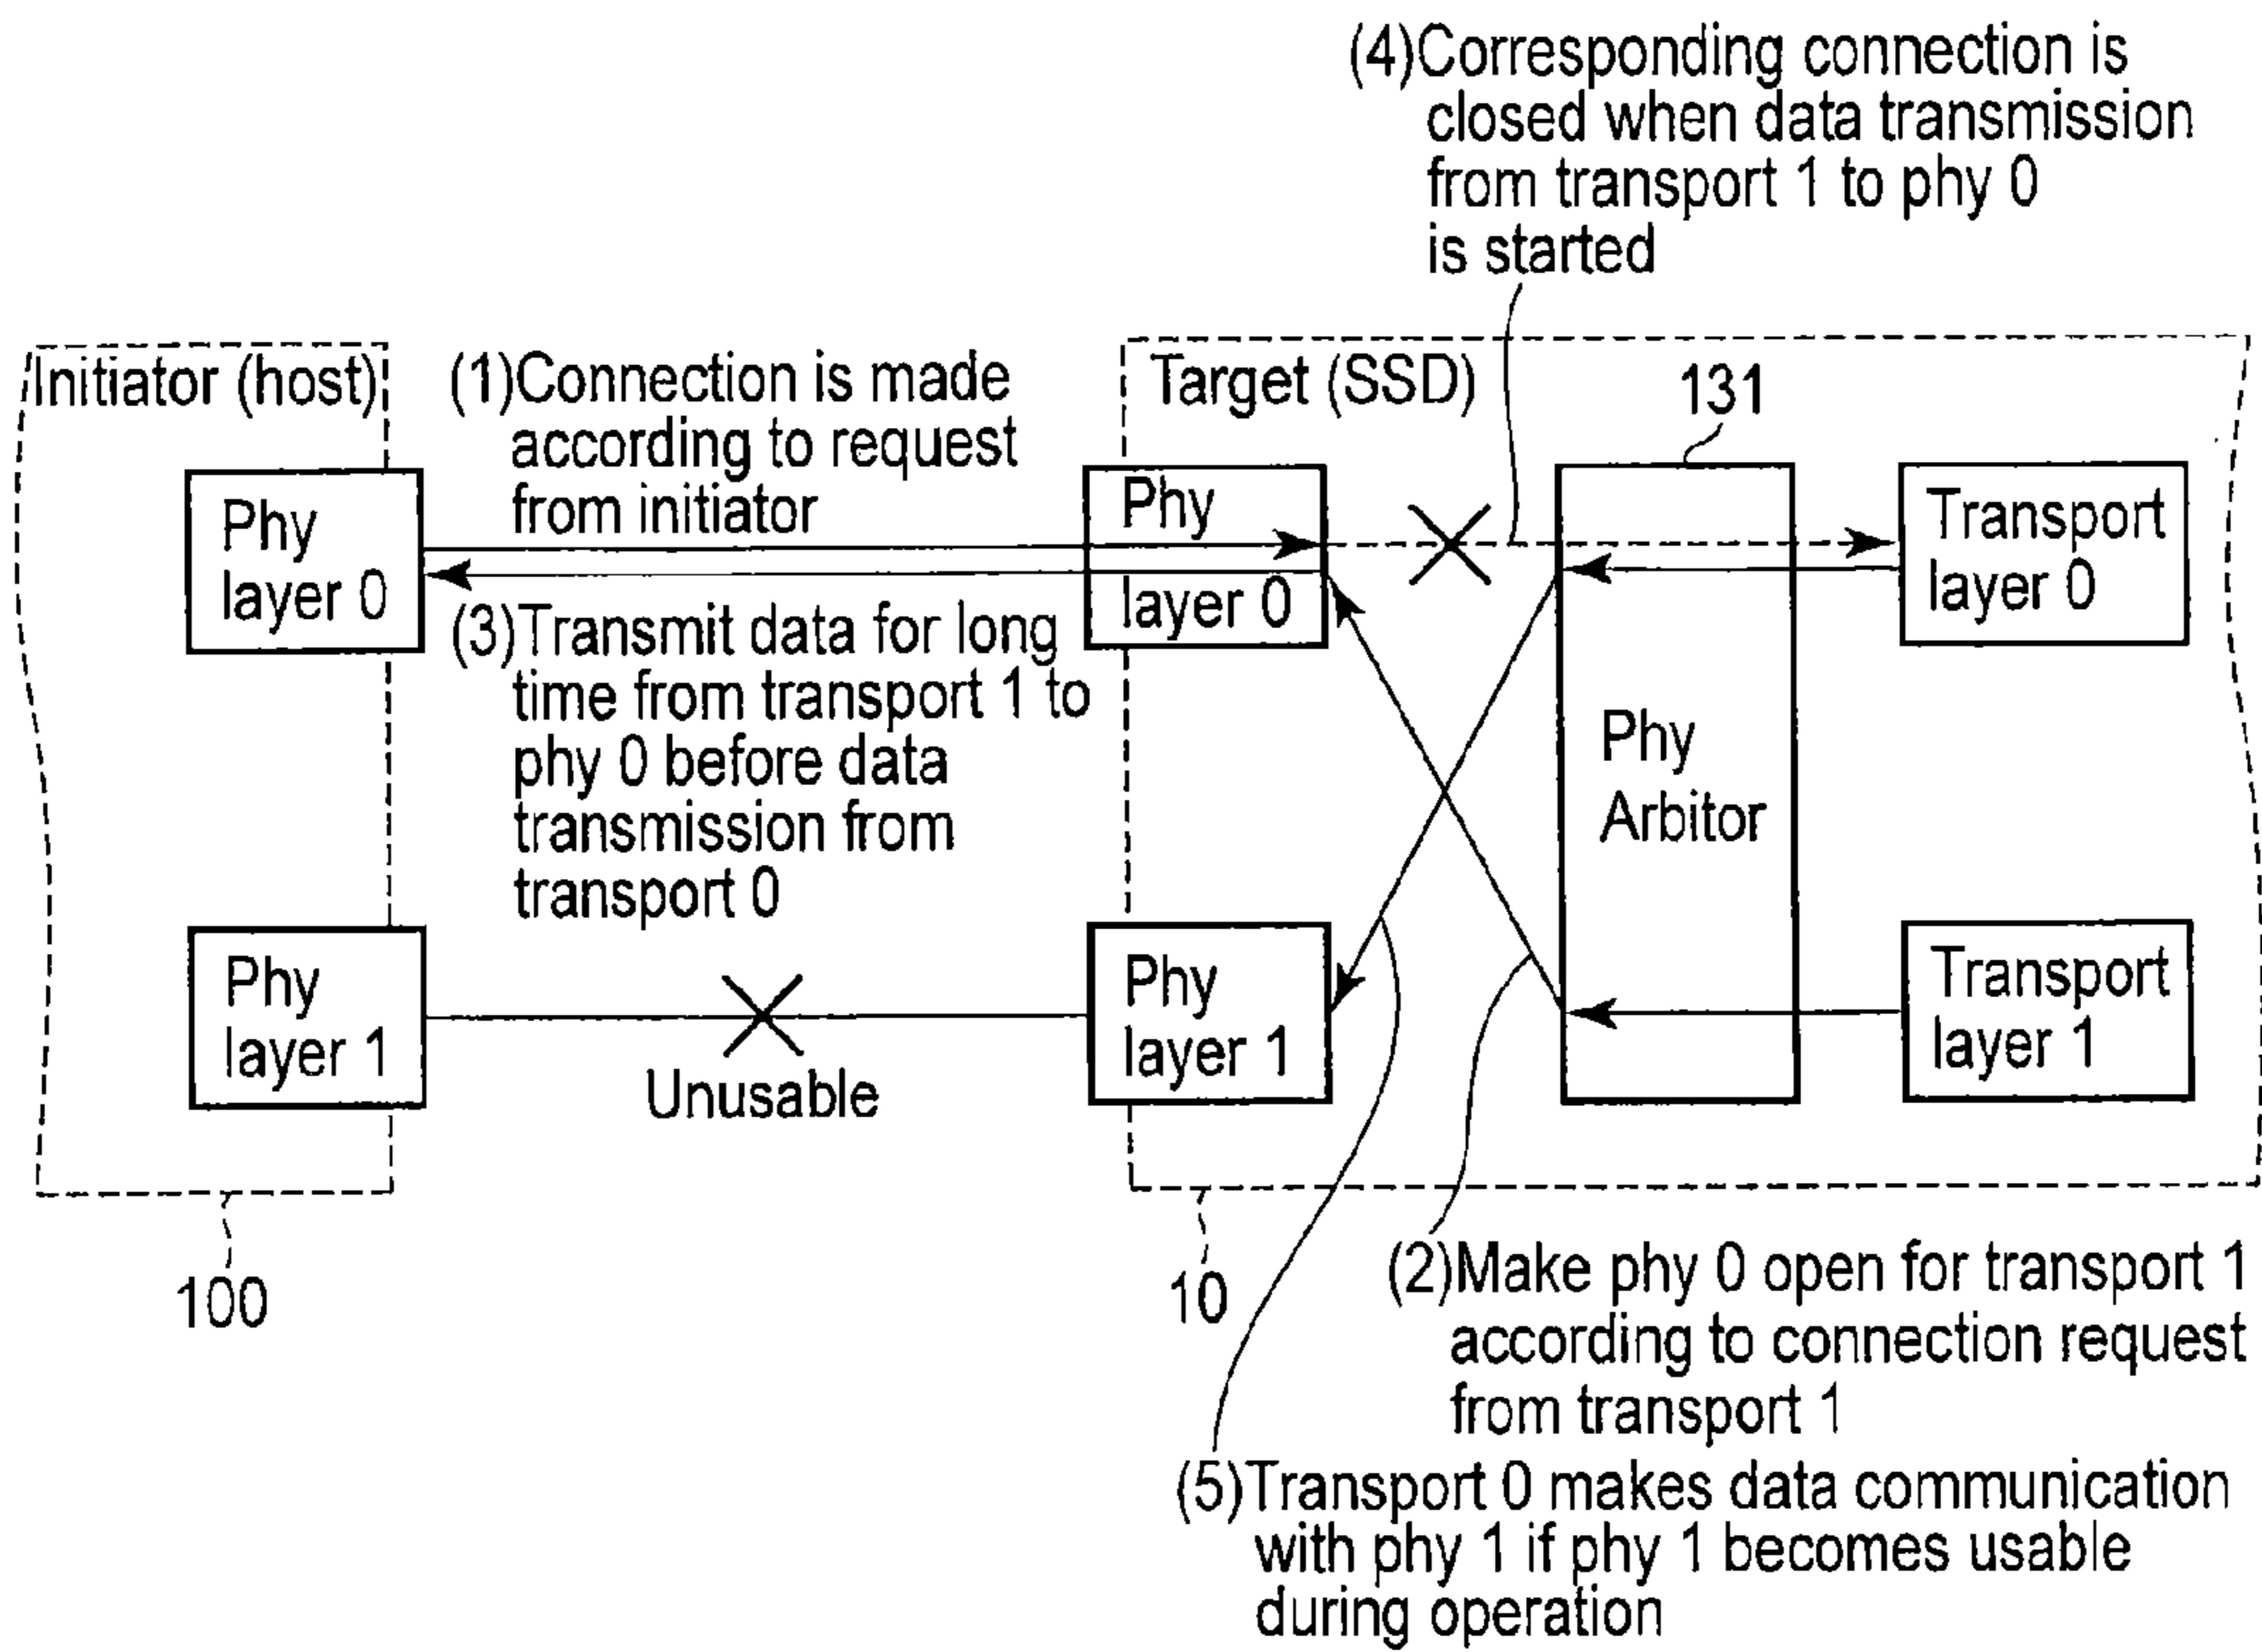 (4)Corresponding connection is
closed when data transmission
from transport 1 to phy 0
is started
Initiator (host)
(1)Connection is made
according to request
from initiator
Target (SSD)
131
Phy
layer 0
Phy
layer 0
Transport
layer 0
(3)Transmit data for long
time from transport 1 to
phy 0 before data
transmission from
transport 0
Phy
Arbitor
Phy
layer 1
Unusable
Phy
layer 1
Transport
layer 1
100
10
(2)Make phy 0 open for transport 1
according to connection request
from transport 1
(5)Transport 0 makes data communication
with phy 1 if phy 1 becomes usable
during operation